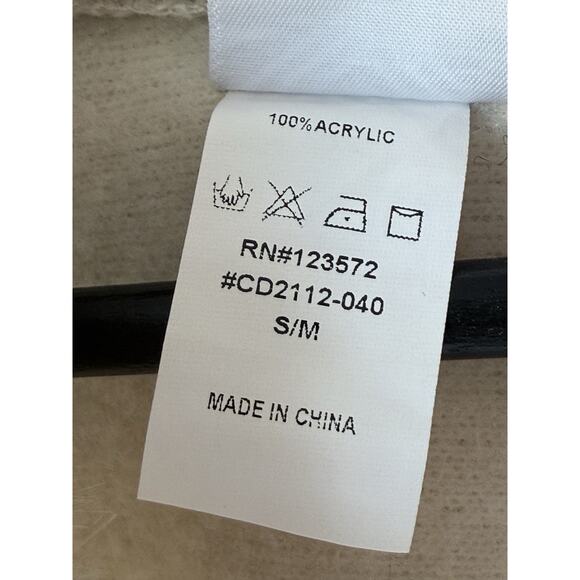 100% ACRYLIC
RN#123572
#CD2112-040
S/M
MADE IN CHINA